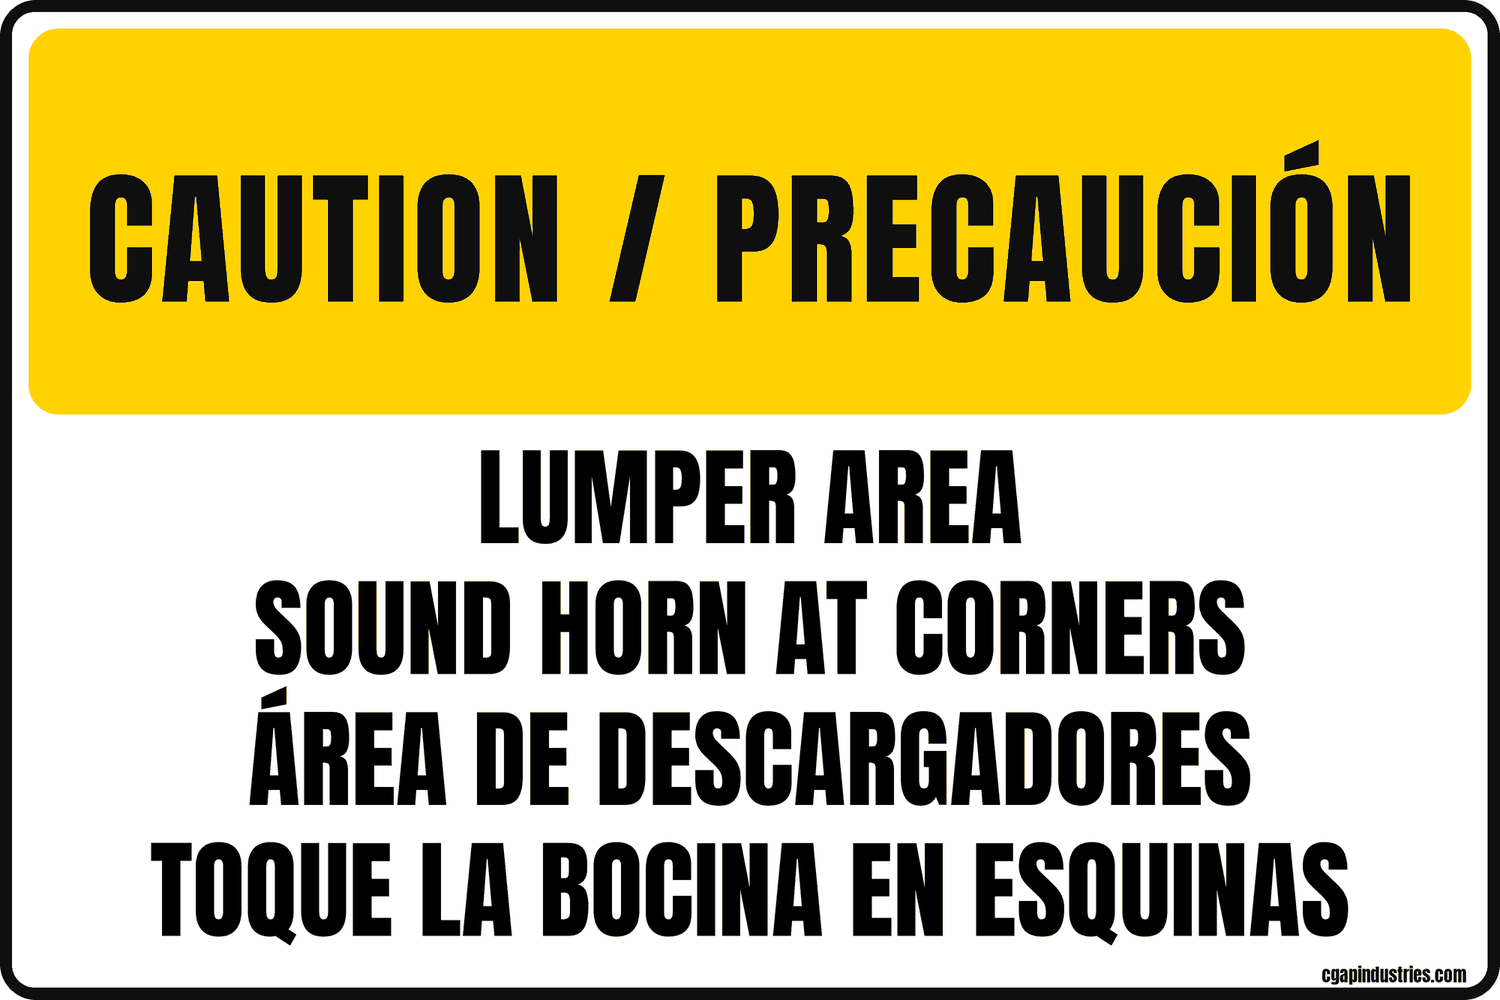 CAUTION / PRECAUCIÓN
LUMPER AREA
SOUND HORN AT CORNERS
ÁREA DE DESCARGADORES
TOQUE LA BOCINA EN ESQUINAS
cgapindustries.com